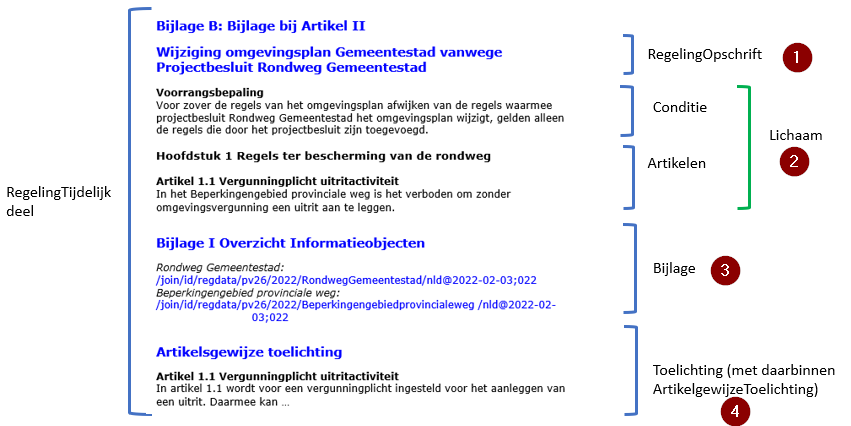 Bijlage B: Bijlage bij Artikel II
Wijziging omgevingsplan Gemeentestad vanwege
Projectbesluit Rondweg Gemeentestad
RegelingOpschrift
1
Voorrangsbepaling
Voor zover de regels van het omgevingsplan afwijken van de regels waarmee
projectbesluit Rondweg Gemeentestad het omgevingsplan wijzigt, gelden alleen
de regels die door het projectbesluit zijn toegevoegd.
Conditie
Lichaam
2
Hoofdstuk 1 Regels ter bescherming van de rondweg
Artikelen
Artikel 1.1 Vergunningplicht uitritactiviteit
In het Beperkingengebied provinciale weg is het verboden om zonder
omgevingsvergunning een uitrit aan te leggen.
RegelingTijdelijk
deel
Bijlage I Overzicht Informatieobjecten
Rondweg Gemeentestad:
/join/id/regdata/pv26/2022/RondwegGemeentestad/nld@2022-02-03;022
Beperkingengebied provinciale weg:
/join/id/regdata/pv26/2022/Beperkingengebiedprovincialeweg /nld@2022-02-
03;022
Bijlage
3
Artikelsgewijze toelichting
Artikel 1.1 Vergunningplicht uitritactiviteit
In artikel 1.1 wordt voor een vergunningplicht ingesteld voor het aanleggen van
een uitrit. Daarmee kan ...
Toelichting (met daarbinnen
ArtikelgewijzeToelichting)
4